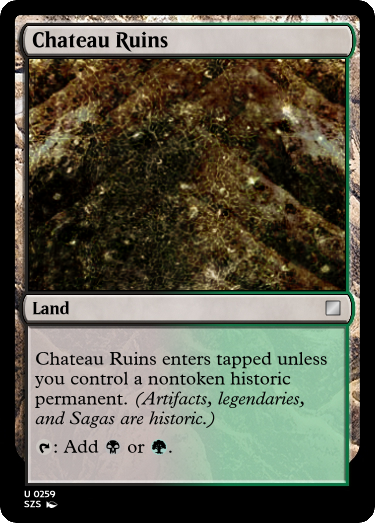 Chateau Ruins
Land
Chateau Ruins enters tapped unless
you control a nontoken historic
permanent. (Artifacts, legendaries,
and Sagas are historic.)
: Add or .
U 0259
SZS